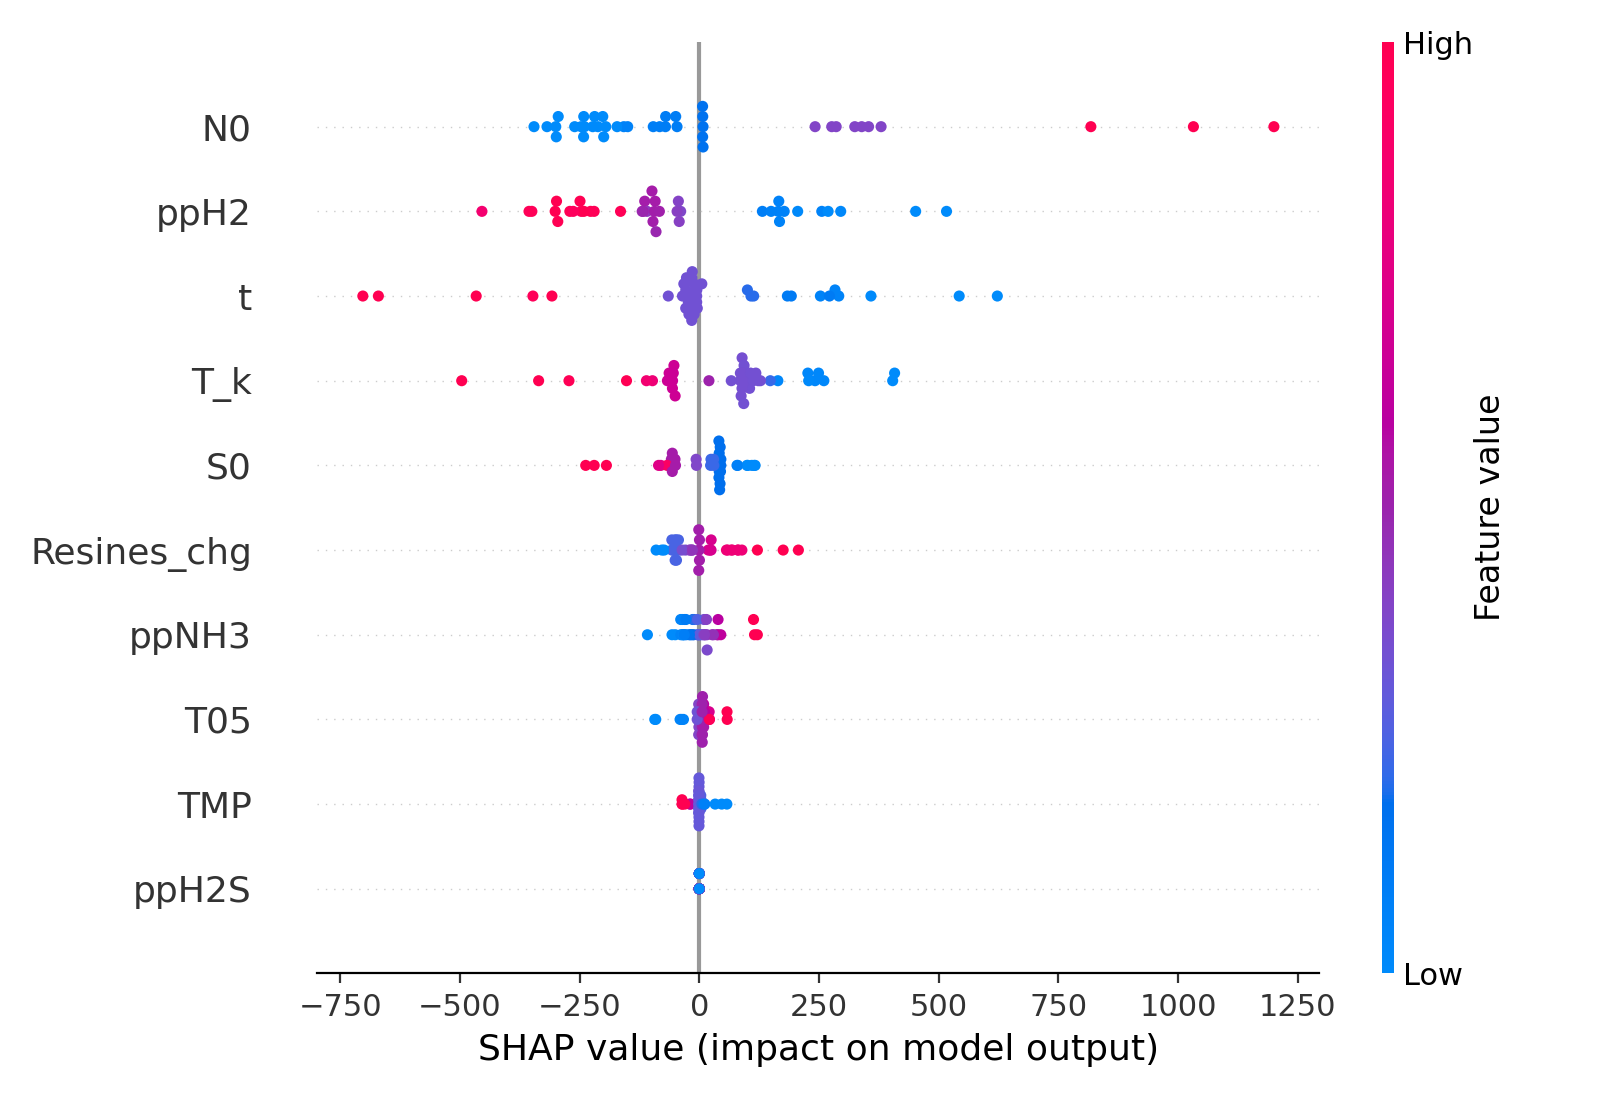 High
N0
ppH2
t
T_k
S0
Resines_chg
ppNH3
T05
TMP
ppH2S
Feature value
Low
−750 −500 −250 0 250 500 750 1000 1250
SHAP value (impact on model output)